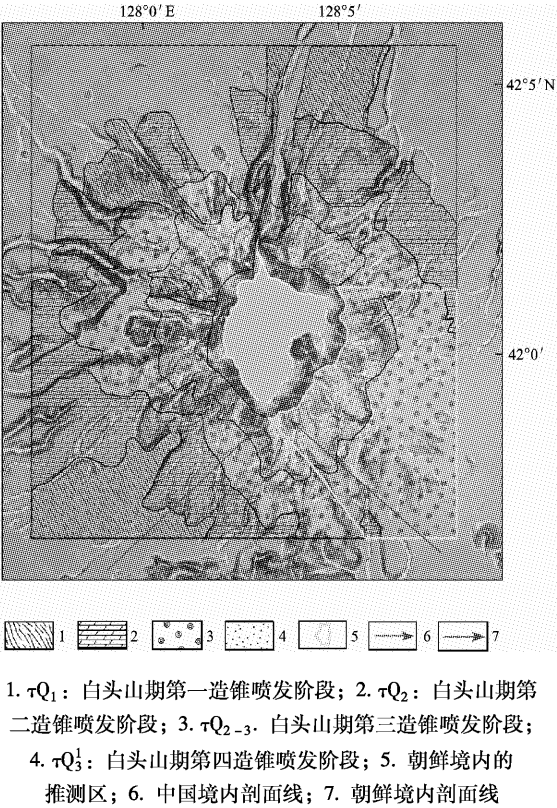 128°0′E
128°5′
42°5′N
42°0′
1
2
3
4
5
6
7
1. τQ₁：白头山期第一造锥喷发阶段；2. τQ₂：白头山期第
二造锥喷发阶段；3. τQ₂₋₃. 白头山期第三造锥喷发阶段；
4. τQ₃¹：白头山期第四造锥喷发阶段；5. 朝鲜境内的
推测区；6. 中国境内剖面线；7. 朝鲜境内剖面线